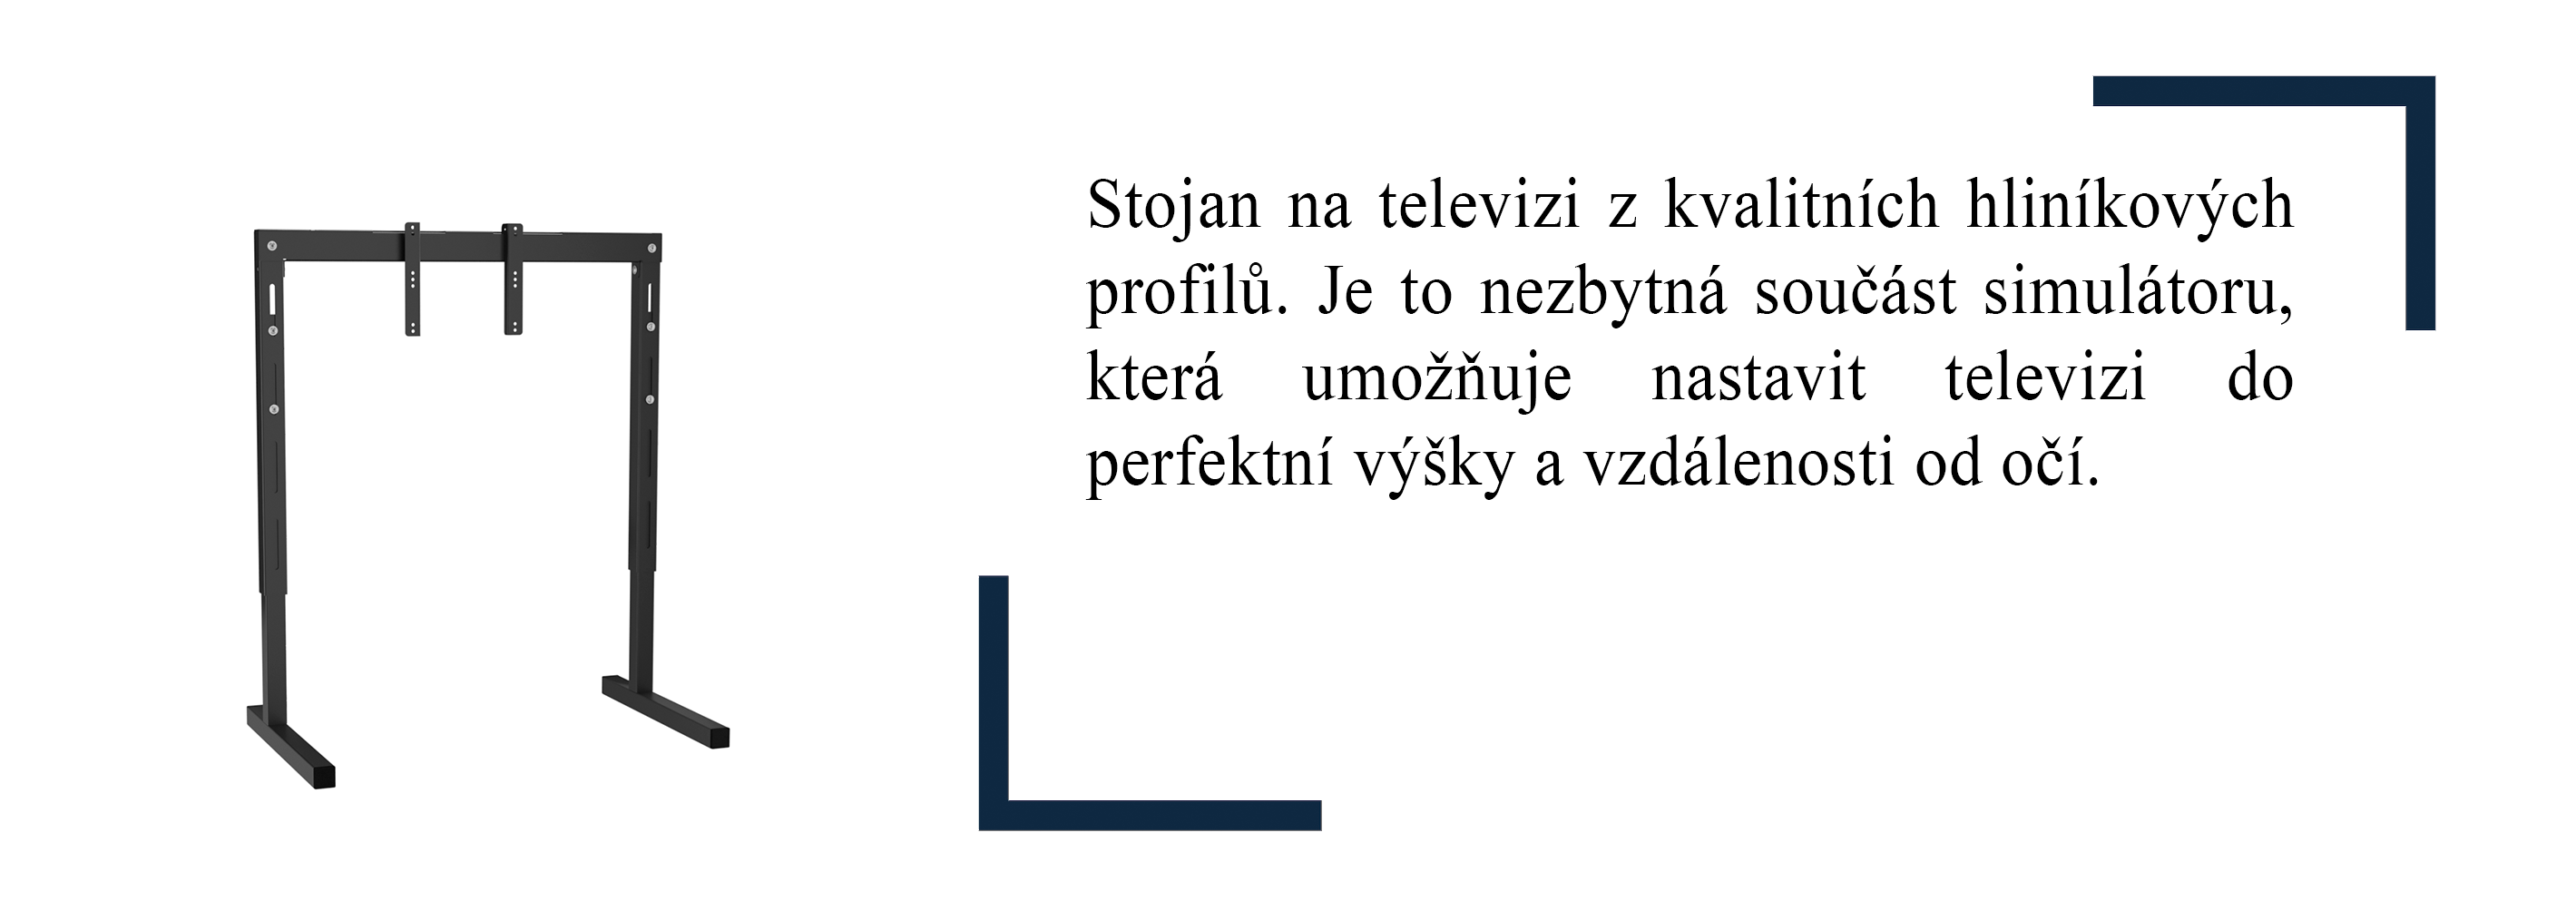 Stojan na televizi z kvalitních hliníkových
profilů. Je to nezbytná součást simulátoru,
která umožňuje nastavit televizi do
perfektní výšky a vzdálenosti od očí.